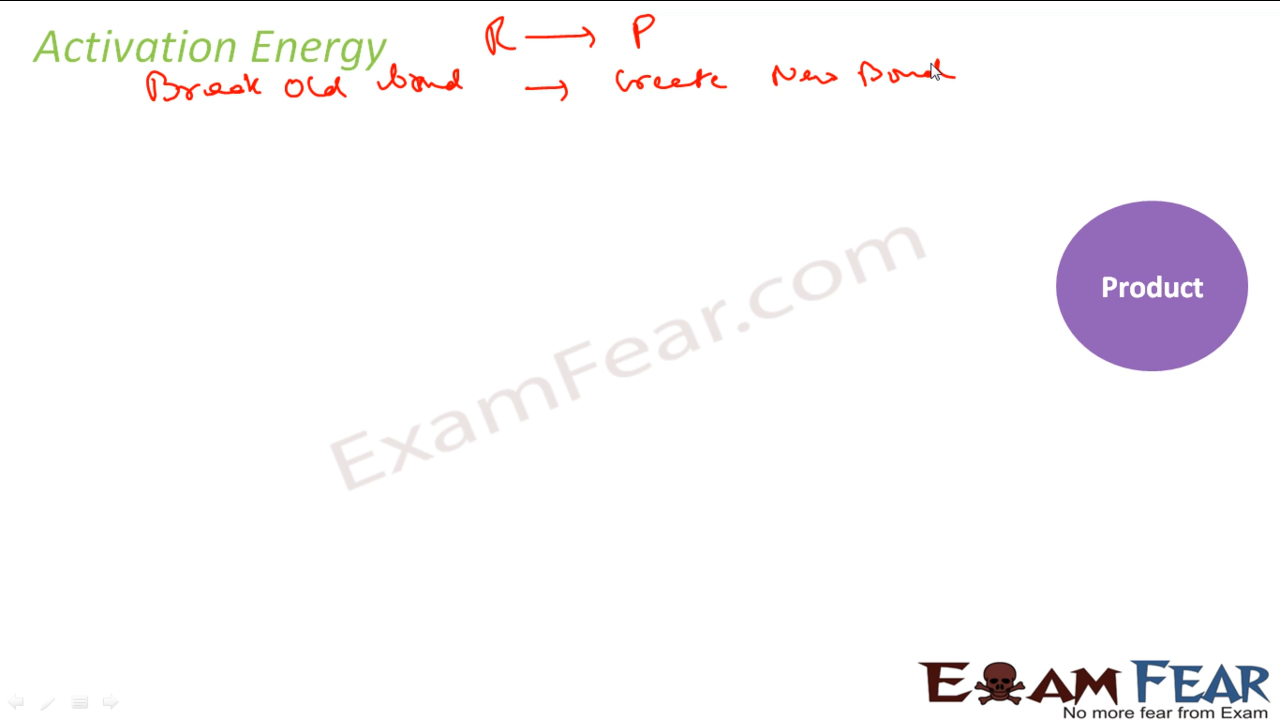 Activation Energy
R → P
Break Old bond → Create New Bond
Product
ExamFear.com
EXAM FEAR
No more fear from Exam